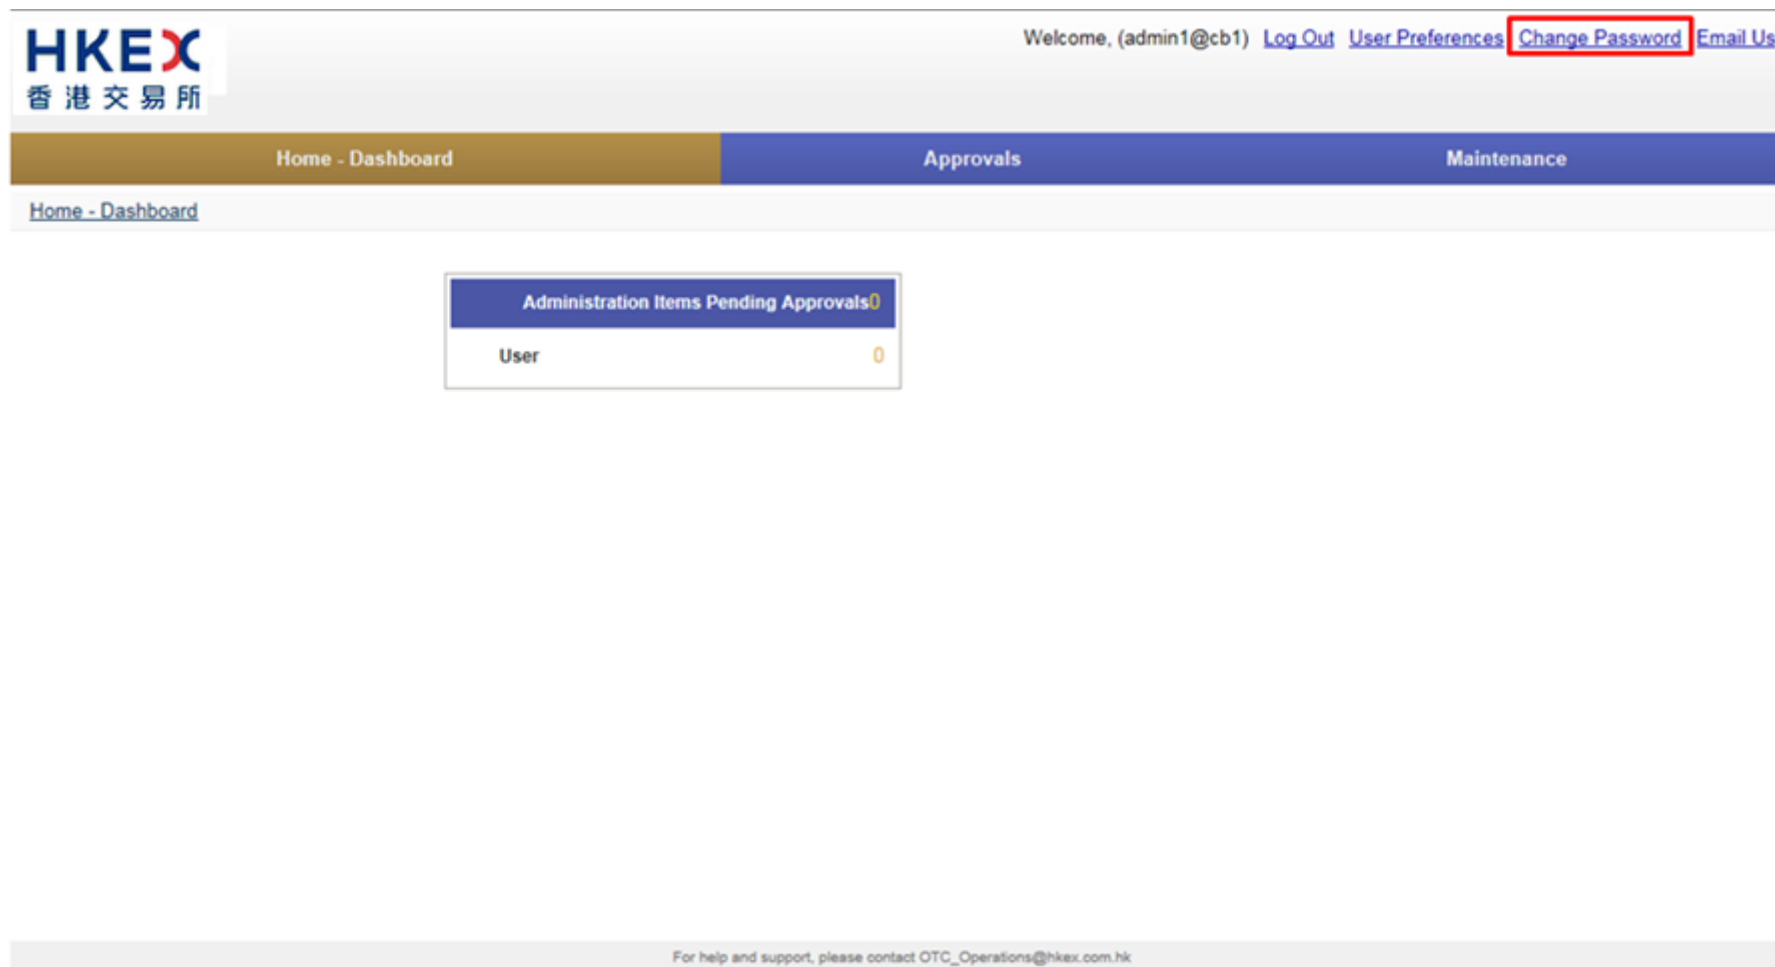 HKEX
香港交易所
Welcome, (admin1@cb1) Log Out User Preferences Change Password Email Us
Home - Dashboard Approvals Maintenance
Home - Dashboard
Administration Items Pending Approvals0
User 0
For help and support, please contact OTC_Operations@hkex.com.hk